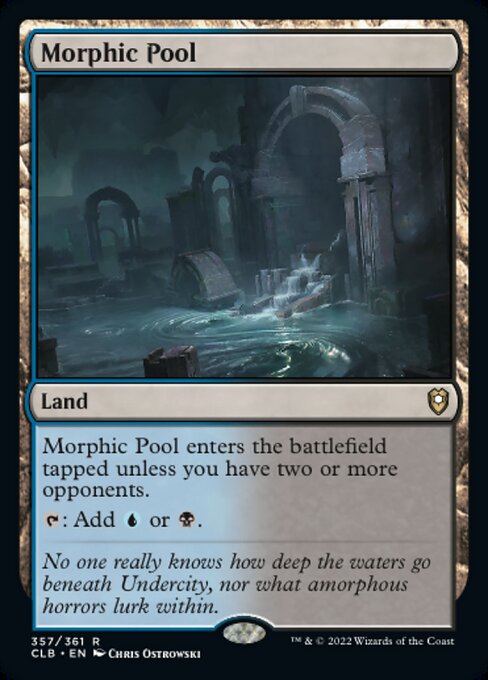 Morphic Pool
Land
Morphic Pool enters the battlefield
tapped unless you have two or more
opponents.
: Add or .
No one really knows how deep the waters go
beneath Undercity, nor what amorphous
horrors lurk within.
357/361 R
CLB • EN Chris Ostrowski
™ & © 2022 Wizards of the Coast